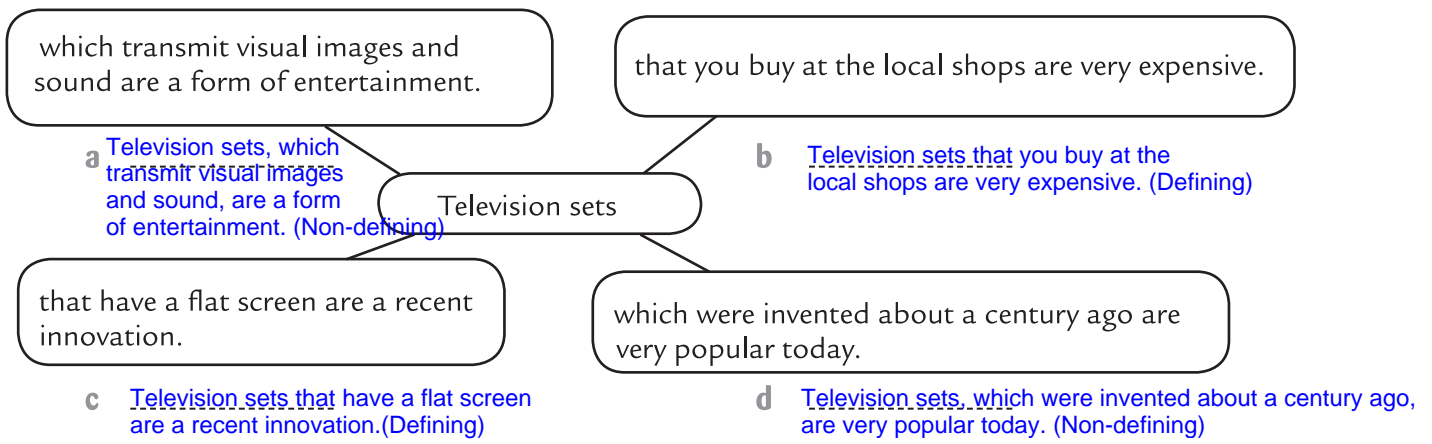 which transmit visual images and
sound are a form of entertainment.
that you buy at the local shops are very expensive.
a Television sets, which
transmit visual images
and sound, are a form
of entertainment. (Non-defining)
b Television sets that you buy at the
local shops are very expensive. (Defining)
Television sets
that have a flat screen are a recent
innovation.
which were invented about a century ago are
very popular today.
c Television sets that have a flat screen
are a recent innovation.(Defining)
d Television sets, which were invented about a century ago,
are very popular today. (Non-defining)